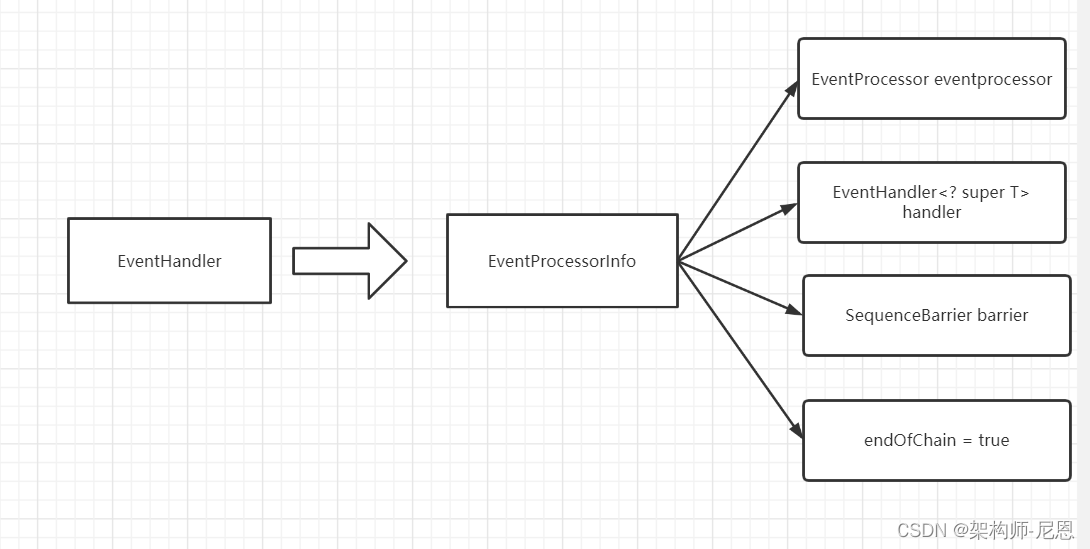 EventProcessor eventprocessor
EventHandler<? super T>
handler
EventHandler
EventProcessorInfo
SequenceBarrier barrier
endOfChain = true
CSDN @架构师-尼恩